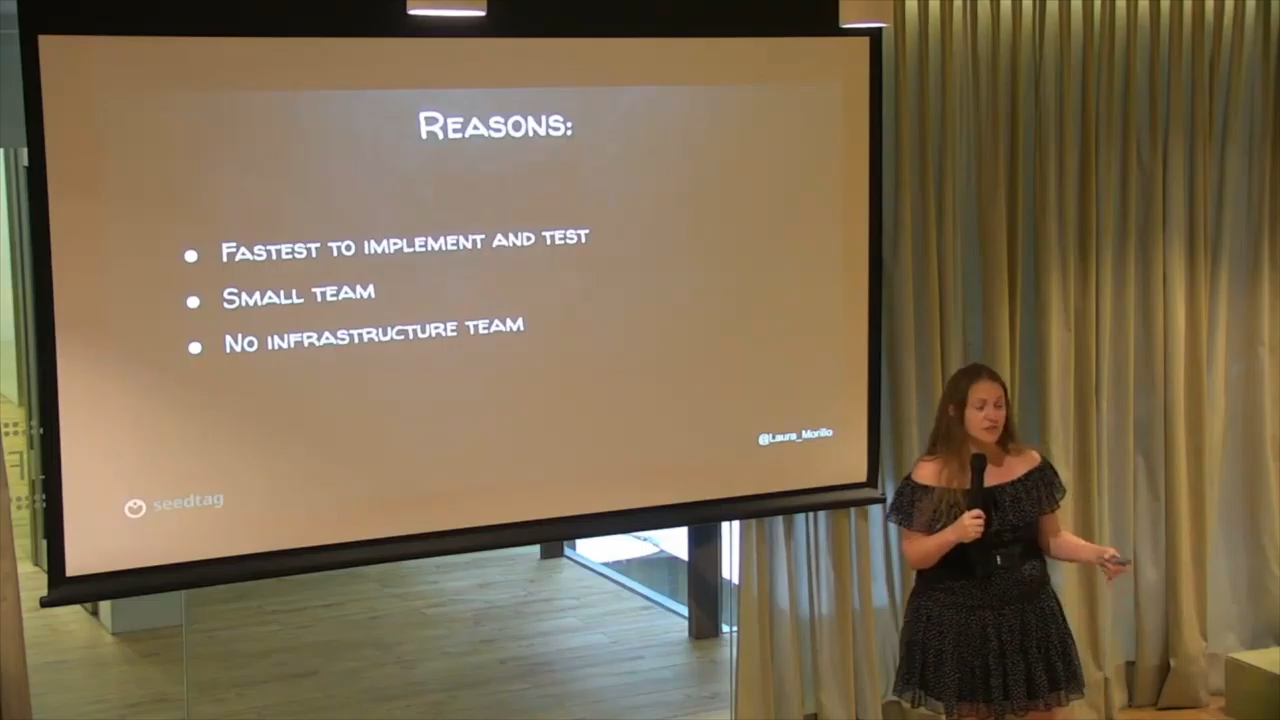 Reasons:
● Fastest to implement and test
● Small team
● No infrastructure team
@Laura_Morillo
seedtag